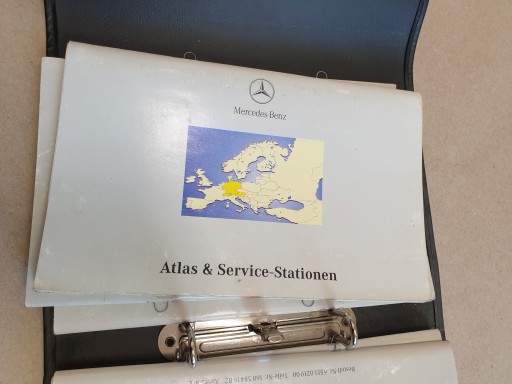 Mercedes-Benz
Atlas & Service-Stationen